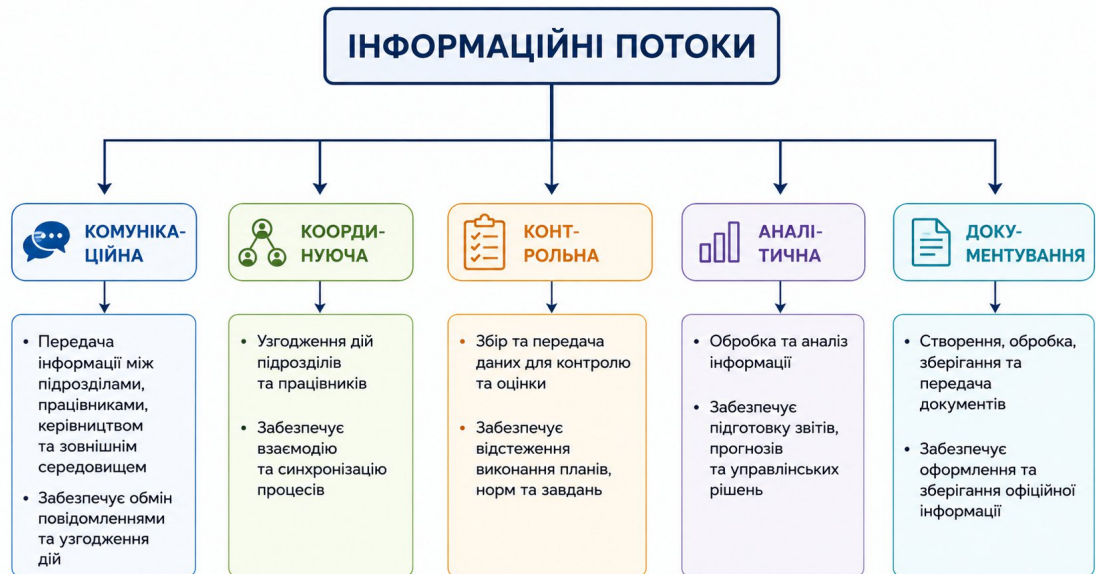 ІНФОРМАЦІЙНІ ПОТОКИ
КОМУНІКА-
ЦІЙНА
КООРДИ-
НУЮЧА
КОНТ-
РОЛЬНА
АНАЛІ-
ТИЧНА
ДОКУ-
МЕНТУВАННЯ
• Передача
інформації між
підрозділами,
працівниками,
керівництвом
та зовнішнім
середовищем
• Забезпечує обмін
повідомленнями
та узгодження
дій
• Узгодження дій
підрозділів
та працівників
• Забезпечує
взаємодію
та синхронізацію
процесів
• Збір та передача
даних для контролю
та оцінки
• Забезпечує
відстеження
виконання планів,
норм та завдань
• Обробка та аналіз
інформації
• Забезпечує
підготовку звітів,
прогнозів
та управлінських
рішень
• Створення, обробка,
зберігання та
передача
документів
• Забезпечує
оформлення та
зберігання офіційної
інформації